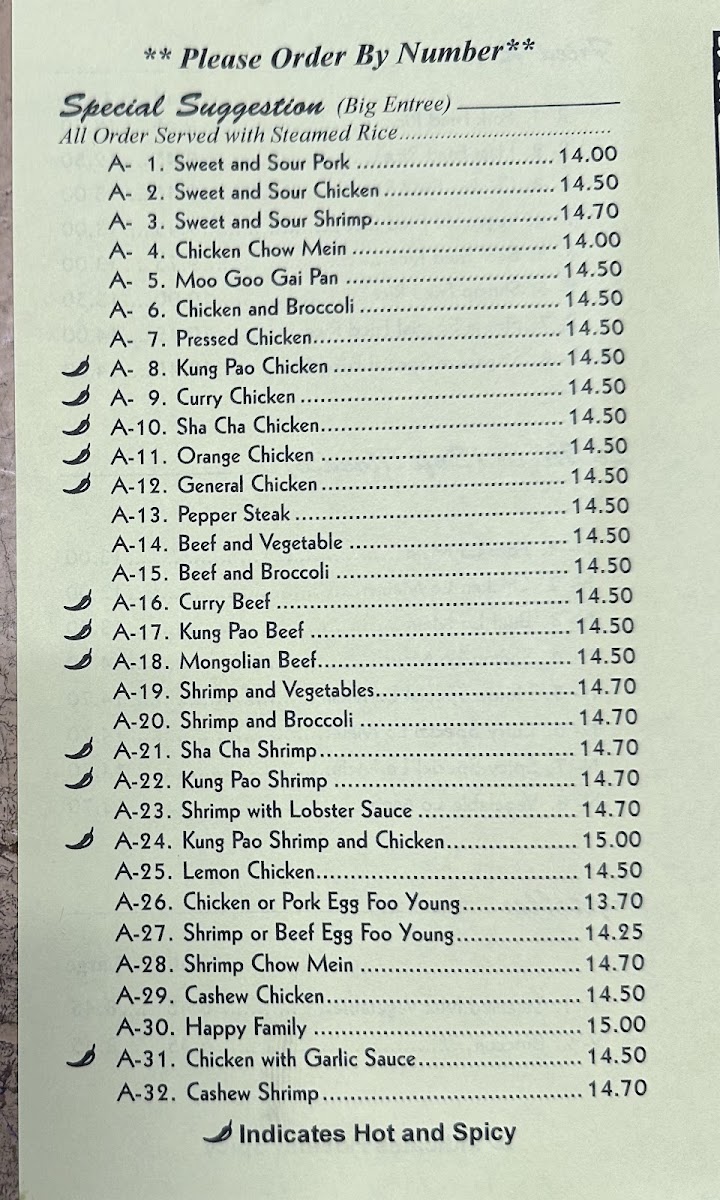 ** Please Order By Number**
Special Suggestion (Big Entree)
All Order Served with Steamed Rice
A- 1. Sweet and Sour Pork 14.00
A- 2. Sweet and Sour Chicken 14.50
A- 3. Sweet and Sour Shrimp 14.70
A- 4. Chicken Chow Mein 14.00
A- 5. Moo Goo Gai Pan 14.50
A- 6. Chicken and Broccoli 14.50
A- 7. Pressed Chicken 14.50
A- 8. Kung Pao Chicken 14.50
A- 9. Curry Chicken 14.50
A-10. Sha Cha Chicken 14.50
A-11. Orange Chicken 14.50
A-12. General Chicken 14.50
A-13. Pepper Steak 14.50
A-14. Beef and Vegetable 14.50
A-15. Beef and Broccoli 14.50
A-16. Curry Beef 14.50
A-17. Kung Pao Beef 14.50
A-18. Mongolian Beef 14.50
A-19. Shrimp and Vegetables 14.70
A-20. Shrimp and Broccoli 14.70
A-21. Sha Cha Shrimp 14.70
A-22. Kung Pao Shrimp 14.70
A-23. Shrimp with Lobster Sauce 14.70
A-24. Kung Pao Shrimp and Chicken 15.00
A-25. Lemon Chicken 14.50
A-26. Chicken or Pork Egg Foo Young 13.70
A-27. Shrimp or Beef Egg Foo Young 14.25
A-28. Shrimp Chow Mein 14.70
A-29. Cashew Chicken 14.50
A-30. Happy Family 15.00
A-31. Chicken with Garlic Sauce 14.50
A-32. Cashew Shrimp 14.70
Indicates Hot and Spicy